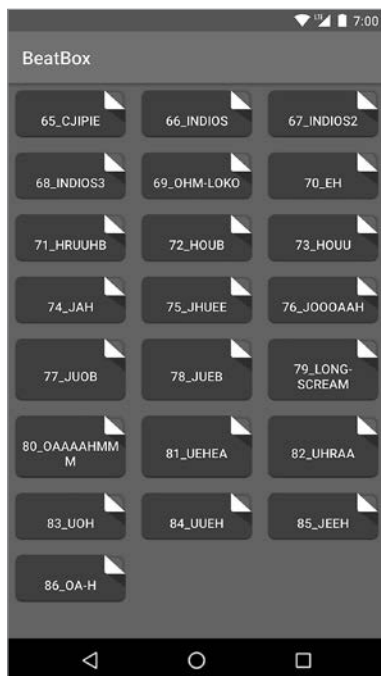 LTE 7:00
BeatBox
65_CJIPIE 66_INDIOS 67_INDIOS2
68_INDIOS3 69_OHM-LOKO 70_EH
71_HRUUHB 72_HOUB 73_HOUU
74_JAH 75_JHUEE 76_JOOOAAH
77_JUOB 78_JUEB 79_LONG-
SCREAM
80_OAAAAHMM
M 81_UEHEA 82_UHRAA
83_UOH 84_UUEH 85_JEEH
86_OA-H